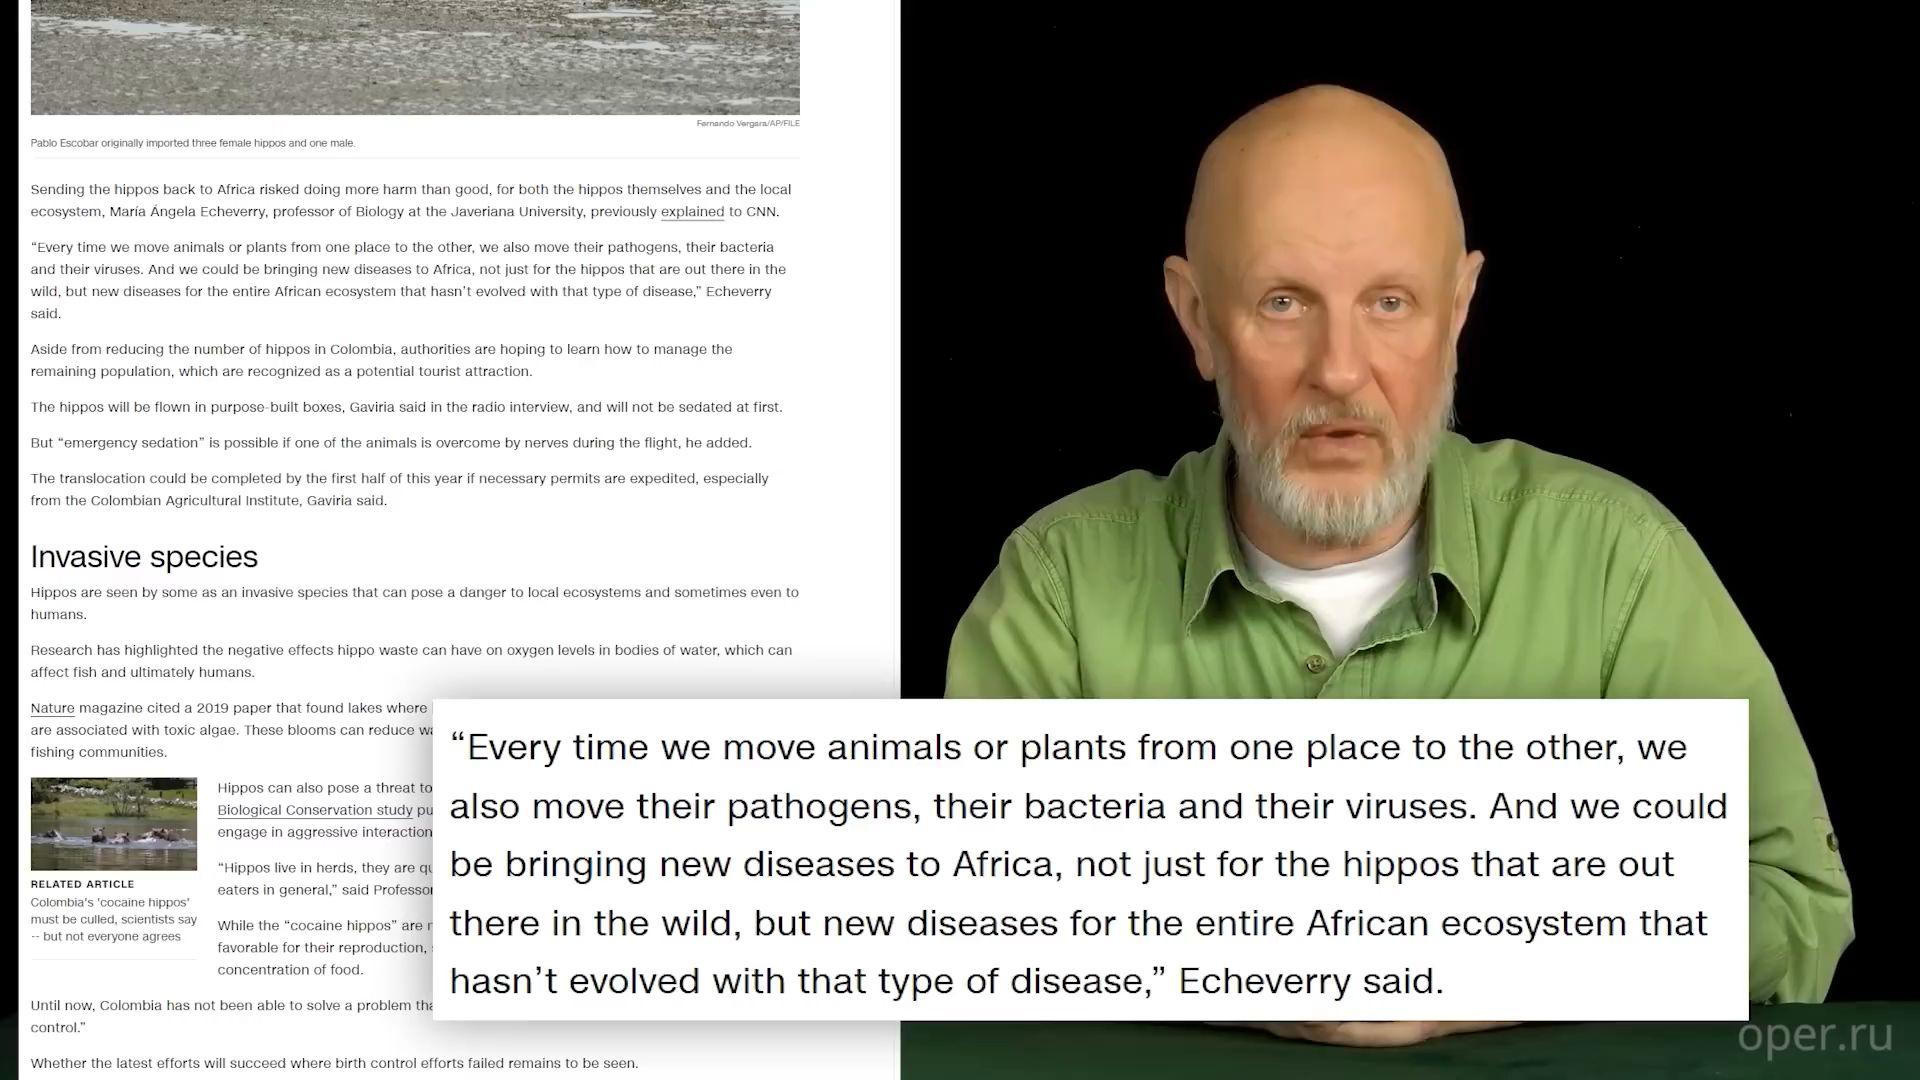 Fernando Vergara/AP/FILE
Pablo Escobar originally imported three female hippos and one male.
Sending the hippos back to Africa risked doing more harm than good, for both the hippos themselves and the local
ecosystem, María Ángela Echeverry, professor of Biology at the Javeriana University, previously explained to CNN.
“Every time we move animals or plants from one place to the other, we also move their pathogens, their bacteria
and their viruses. And we could be bringing new diseases to Africa, not just for the hippos that are out there in the
wild, but new diseases for the entire African ecosystem that hasn’t evolved with that type of disease,” Echeverry
said.
Aside from reducing the number of hippos in Colombia, authorities are hoping to learn how to manage the
remaining population, which are recognized as a potential tourist attraction.
The hippos will be flown in purpose-built boxes, Gaviria said in the radio interview, and will not be sedated at first.
But “emergency sedation” is possible if one of the animals is overcome by nerves during the flight, he added.
The translocation could be completed by the first half of this year if necessary permits are expedited, especially
from the Colombian Agricultural Institute, Gaviria said.
Invasive species
Hippos are seen by some as an invasive species that can pose a danger to local ecosystems and sometimes even to
humans.
Research has highlighted the negative effects hippo waste can have on oxygen levels in bodies of water, which can
affect fish and ultimately humans.
Nature magazine cited a 2019 paper that found lakes where
are associated with toxic algae. These blooms can reduce
fishing communities.
Hippos can also pose a threat to
Biological Conservation study
engage in aggressive interaction
“Hippos live in herds, they are
eaters in general,” said Professor
While the “cocaine hippos” are
favorable for their reproduction,
concentration of food.
RELATED ARTICLE
Colombia's 'cocaine hippos'
must be culled, scientists say
-- but not everyone agrees
Until now, Colombia has not been able to solve a problem
control.”
Whether the latest efforts will succeed where birth control efforts failed remains to be seen.
“Every time we move animals or plants from one place to the other, we
also move their pathogens, their bacteria and their viruses. And we could
be bringing new diseases to Africa, not just for the hippos that are out
there in the wild, but new diseases for the entire African ecosystem that
hasn’t evolved with that type of disease,” Echeverry said.
oper.ru